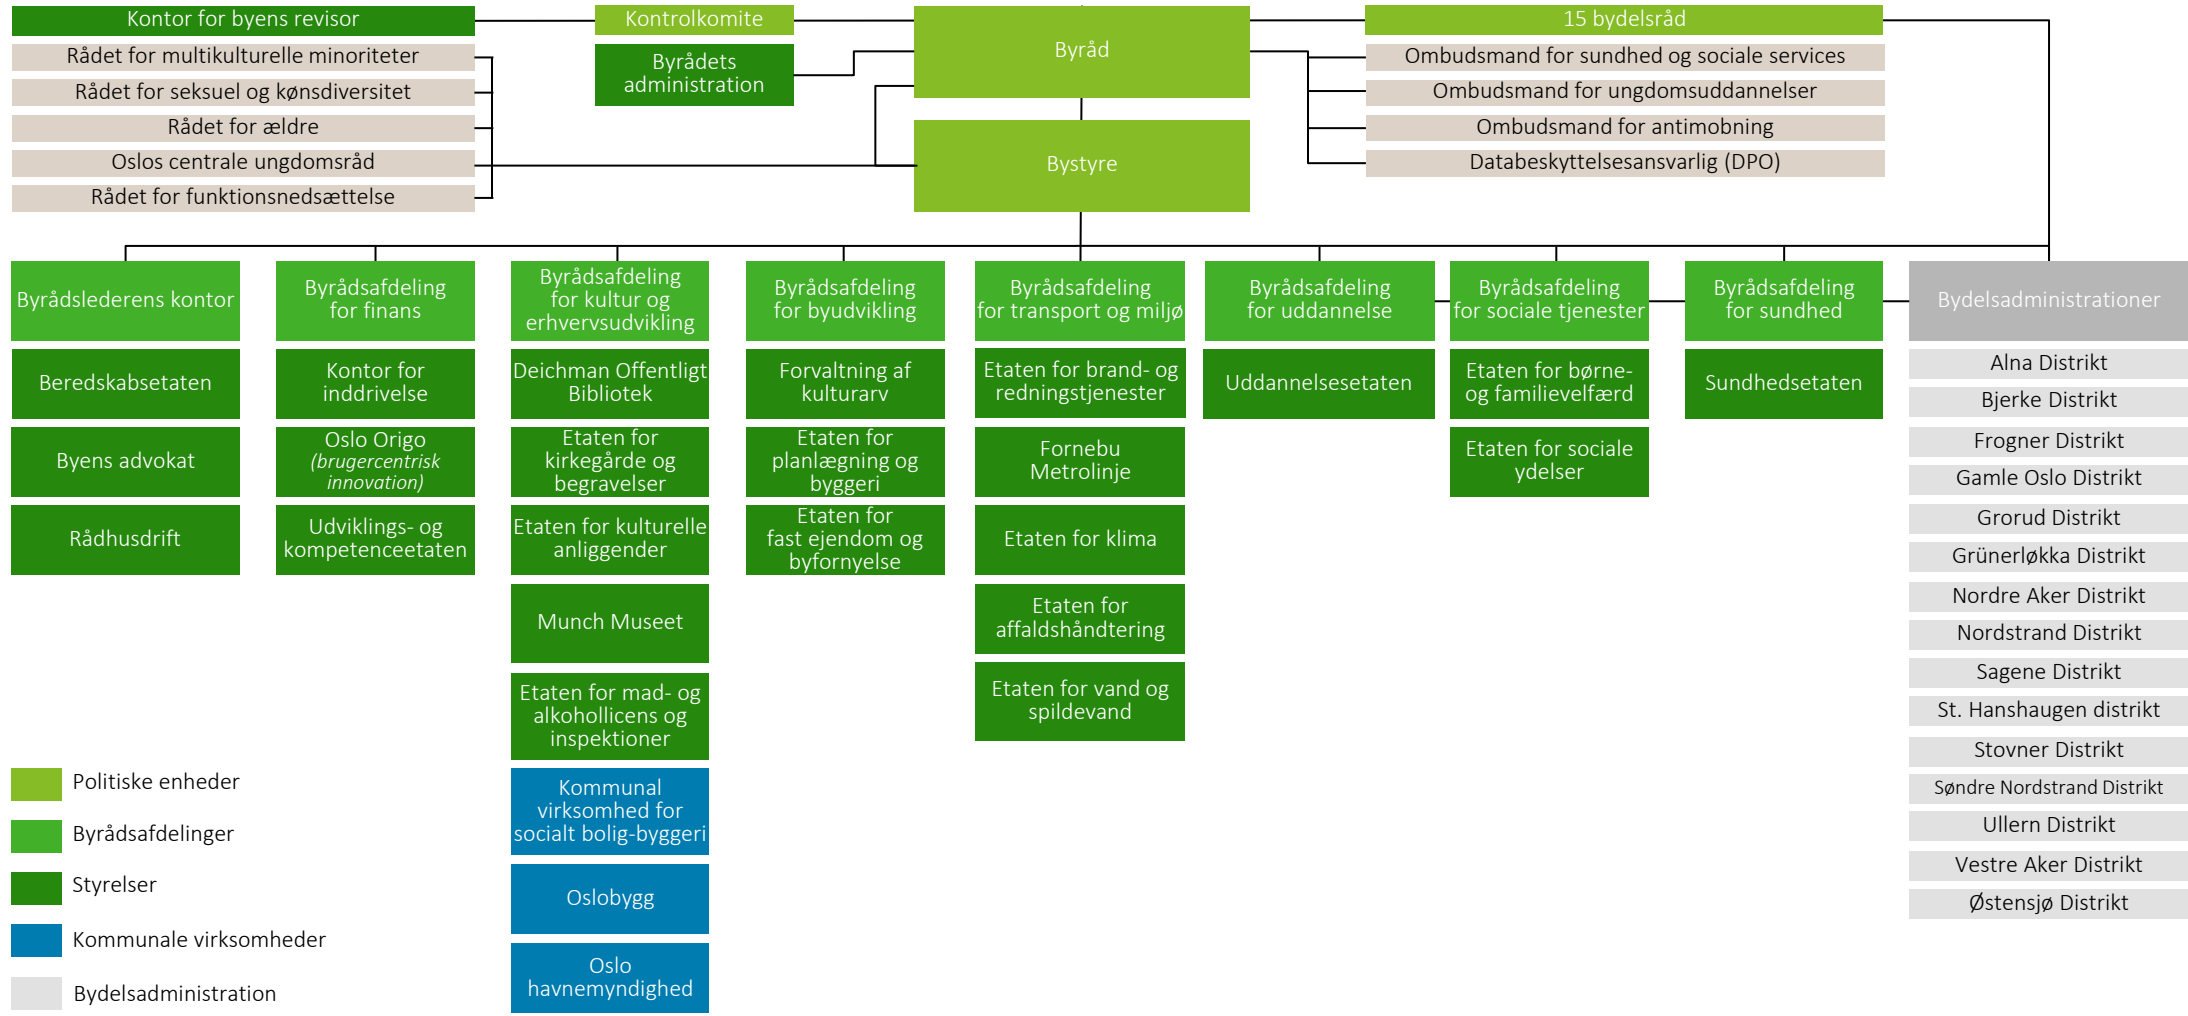 Kontor for byens revisor
Kontrolkomite
15 bydelsråd
Byråd
Rådet for multikulturelle minoriteter
Rådet for seksuel og kønsdiversitet
Rådet for ældre
Oslos centrale ungdomsråd
Rådet for funktionsnedsættelse
Byrådets
administration
Bystyre
Ombudsmand for sundhed og sociale services
Ombudsmand for ungdomsuddannelser
Ombudsmand for antimobning
Databeskyttelsesansvarlig (DPO)
Byrådslederens kontor
Beredskabsetaten
Byens advokat
Rådhusdrift
Byrådsafdeling
for finans
Kontor for
inddrivelse
Oslo Origo
(brugercentrisk
innovation)
Udviklings- og
kompetenceetaten
Byrådsafdeling
for kultur og
erhvervsudvikling
Deichman Offentligt
Bibliotek
Etaten for
kirkegårde og
begravelser
Etaten for kulturelle
anliggender
Munch Museet
Etaten for mad- og
alkohollicens og
inspektioner
Kommunal
virksomhed for
socialt bolig-byggeri
Oslobygg
Oslo
havnemyndighed
Byrådsafdeling
for byudvikling
Forvaltning af
kulturarv
Etaten for
planlægning og
byggeri
Etaten for
fast ejendom og
byfornyelse
Byrådsafdeling
for transport og miljø
Etaten for brand- og
redningstjenester
Fornebu
Metrolinje
Etaten for klima
Etaten for
affaldshåndtering
Etaten for vand og
spildevand
Byrådsafdeling
for uddannelse
Uddannelsesetaten
Byrådsafdeling
for sociale tjenester
Etaten for børne-
og familievelfærd
Etaten for sociale
ydelser
Byrådsafdeling
for sundhed
Sundhedsetaten
Bydelsadministrationer
Alna Distrikt
Bjerke Distrikt
Frogner Distrikt
Gamle Oslo Distrikt
Grorud Distrikt
Grünerløkka Distrikt
Nordre Aker Distrikt
Nordstrand Distrikt
Sagene Distrikt
St. Hanshaugen distrikt
Stovner Distrikt
Søndre Nordstrand Distrikt
Ullern Distrikt
Vestre Aker Distrikt
Østensjø Distrikt
Politiske enheder
Byrådsafdelinger
Styrelser
Kommunale virksomheder
Bydelsadministration